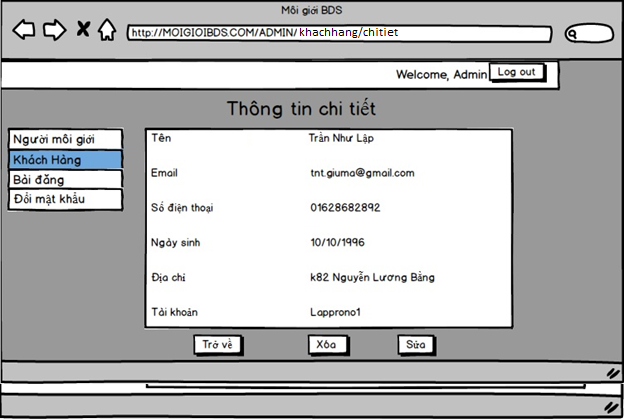 Môi giới BDS
http://MOIGIOIBDS.COM/ADMIN/khachhang/chitiet
Welcome, Admin Log out
Thông tin chi tiết
Người môi giới
Khách Hàng
Bài đăng
Đổi mật khẩu
Tên Trần Như Lập
Email tnt.giuma@gmail.com
Số điện thoại 01628682892
Ngày sinh 10/10/1996
Địa chỉ k82 Nguyễn Lương Bằng
Tài khoản Lapprono1
Trở về Xóa Sửa